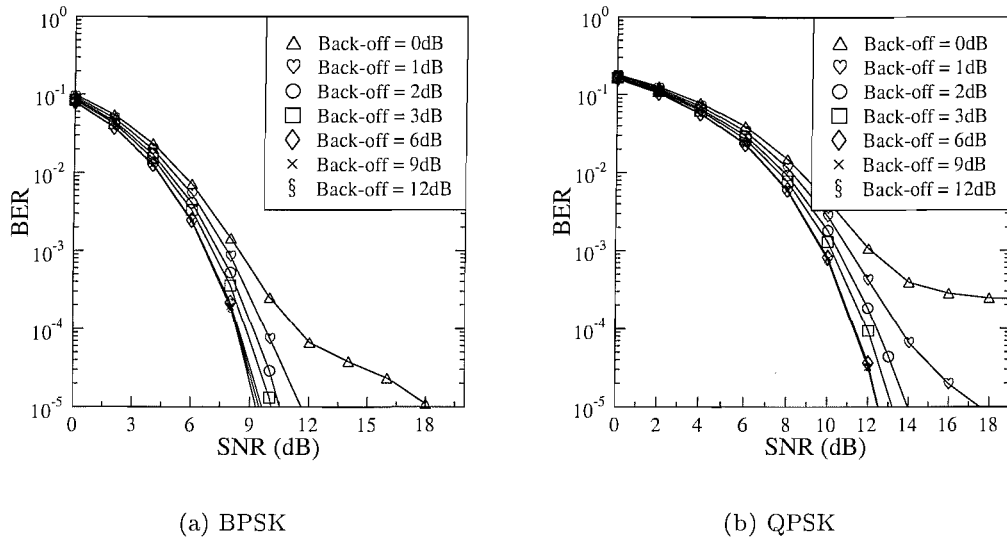 10^0
10^-1
10^-2
10^-3
10^-4
10^-5
BER
0 3 6 9 12 15 18
SNR (dB)
Back-off = 0dB
Back-off = 1dB
Back-off = 2dB
Back-off = 3dB
Back-off = 6dB
Back-off = 9dB
Back-off = 12dB
(a) BPSK
10^0
10^-1
10^-2
10^-3
10^-4
10^-5
BER
0 2 4 6 8 10 12 14 16 18
SNR (dB)
Back-off = 0dB
Back-off = 1dB
Back-off = 2dB
Back-off = 3dB
Back-off = 6dB
Back-off = 9dB
Back-off = 12dB
(b) QPSK